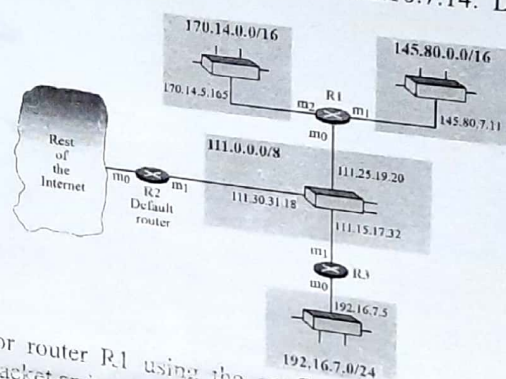 .7.14.
170.14.0.0/16
145.80.0.0/16
170.14.5.165
m2
R1
m1
145.80.7.11
m0
111.0.0.0/8
111.25.19.20
Rest
of
the
Internet
m0
R2
m1
Default
router
111.30.31.18
111.15.17.32
m1
R3
m0
192.16.7.5
192.16.7.0/24
or router R1 using the